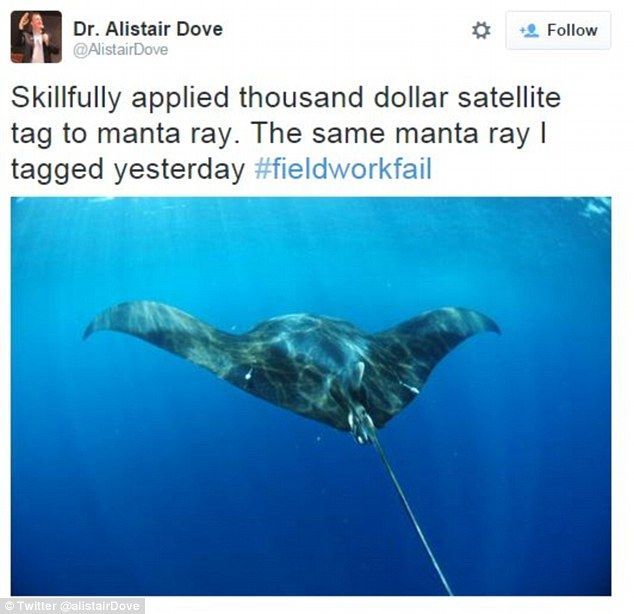 Dr. Alistair Dove
@AlistairDove
Follow
Skillfully applied thousand dollar satellite
tag to manta ray. The same manta ray I
tagged yesterday #fieldworkfail
© Twitter @alistairDove